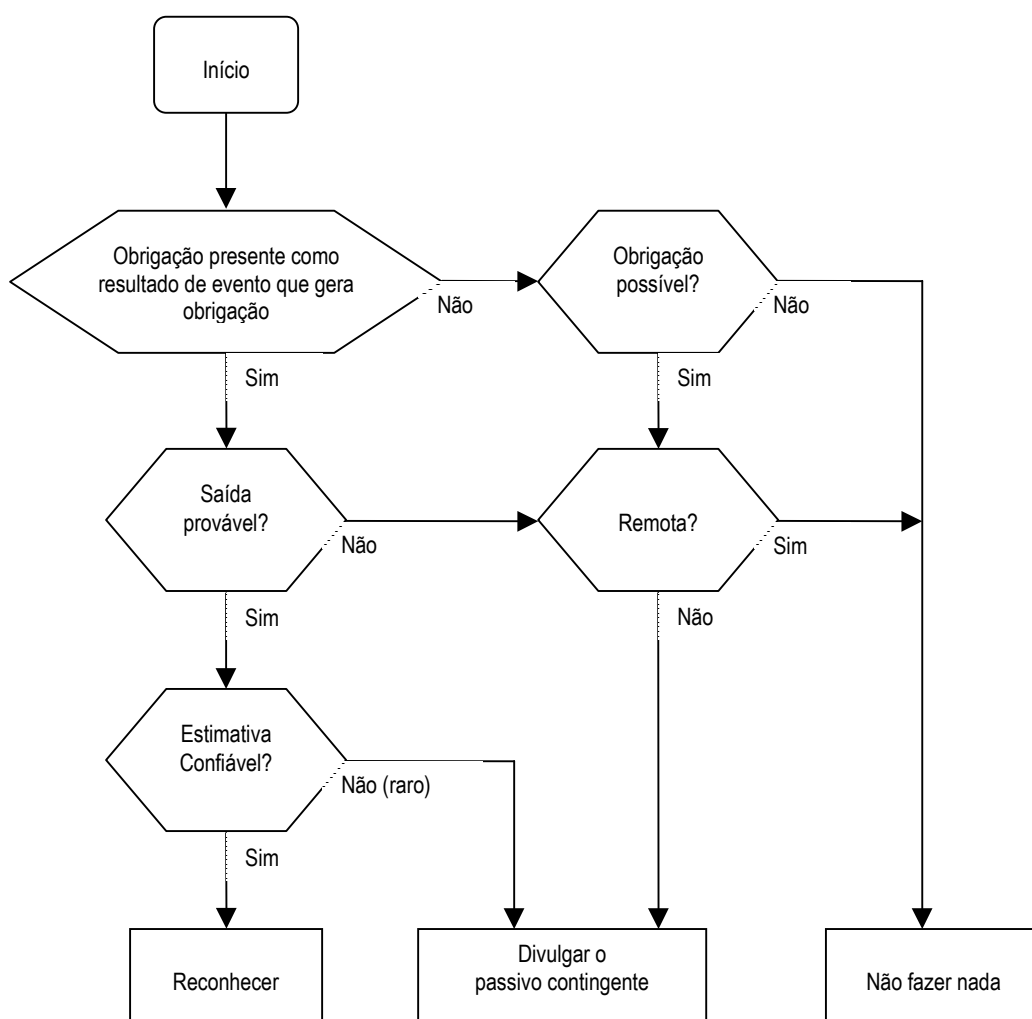 Início
Obrigação presente como
resultado de evento que gera
obrigação
Obrigação
possível?
Não
Não
Sim
Sim
Saída
provável?
Remota?
Não
Sim
Sim
Não
Estimativa
Confiável?
Não (raro)
Sim
Reconhecer
Divulgar o
passivo contingente
Não fazer nada